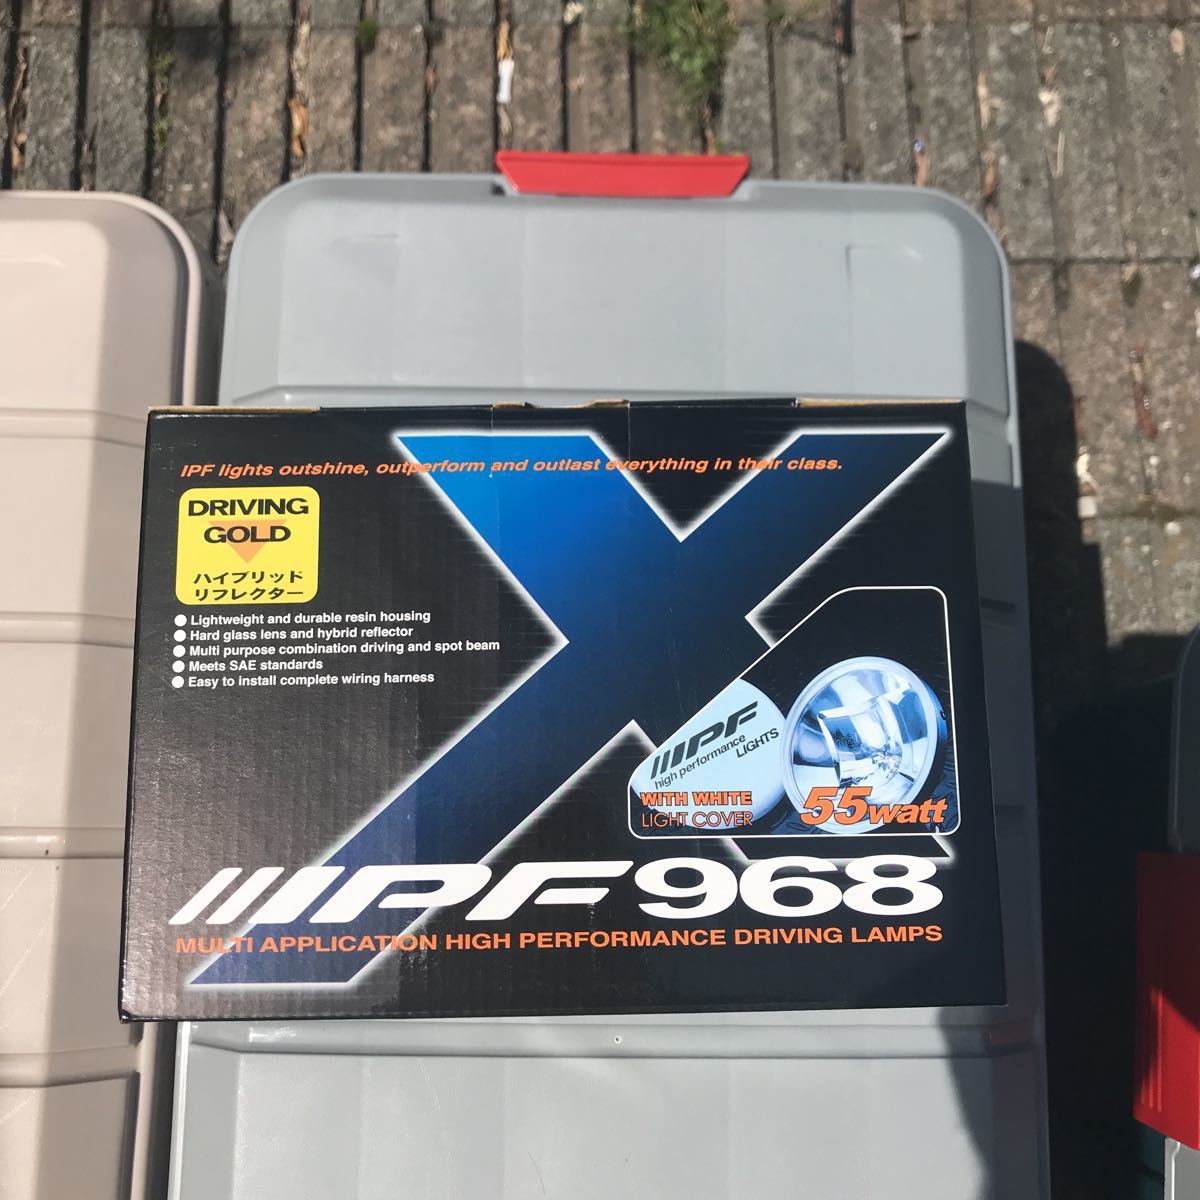 IPF lights outshine, outperform and outlast everything in their class.
DRIVING
GOLD
ハイブリッド
リフレクター
● Lightweight and durable resin housing
● Hard glass lens and hybrid reflector
● Multi purpose combination driving and spot beam
● Meets SAE standards
● Easy to install complete wiring harness
IPF
high performance
LIGHTS
WITH WHITE
LIGHT COVER
55watt
IPF968
MULTI APPLICATION HIGH PERFORMANCE DRIVING LAMPS